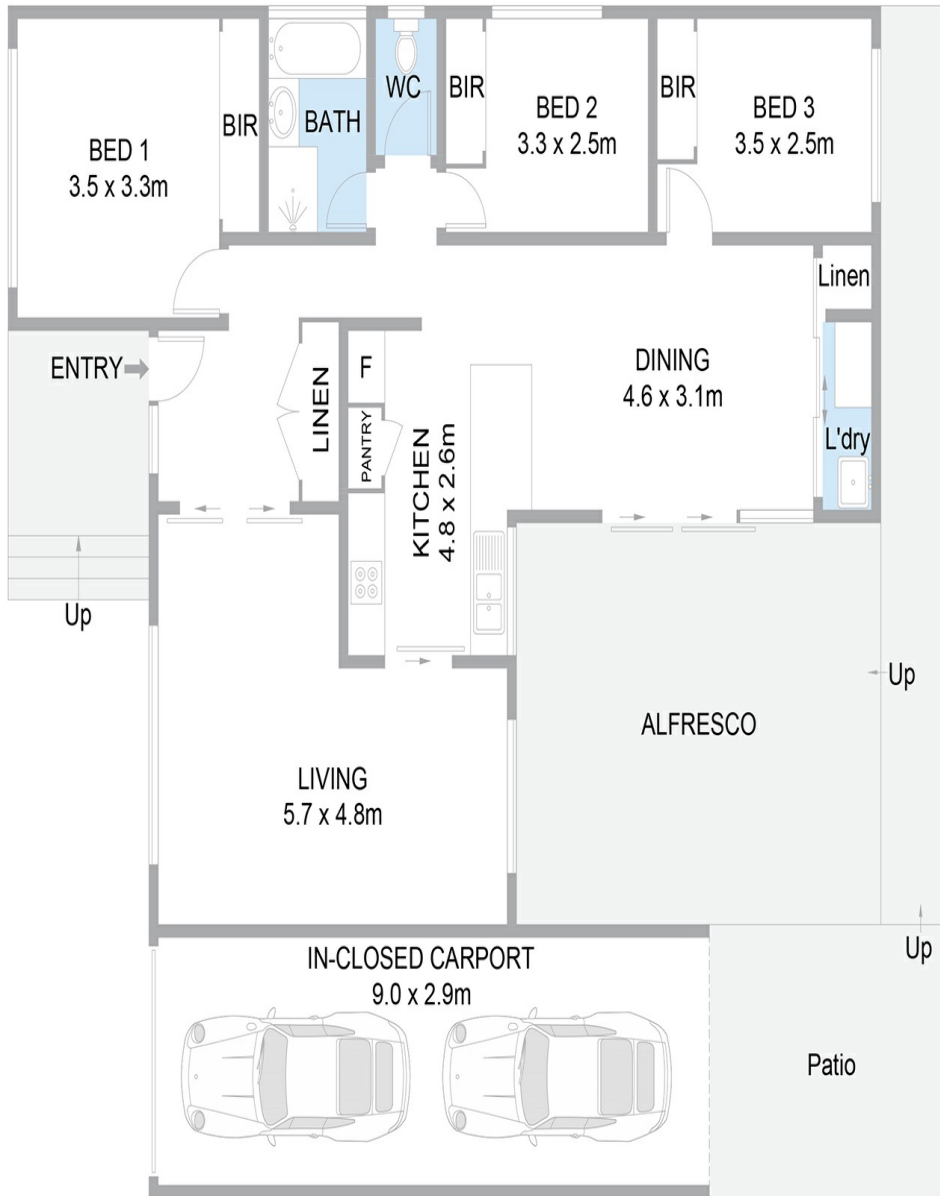 WC
BIR
BIR
BED 2
3.3 x 2.5m
BED 3
3.5 x 2.5m
BIR
BATH
BED 1
3.5 x 3.3m
Linen
ENTRY
F
LINEN
PANTRY
KITCHEN
4.8 x 2.6m
DINING
4.6 x 3.1m
L'dry
Up
Up
ALFRESCO
LIVING
5.7 x 4.8m
Up
IN-CLOSED CARPORT
9.0 x 2.9m
Patio